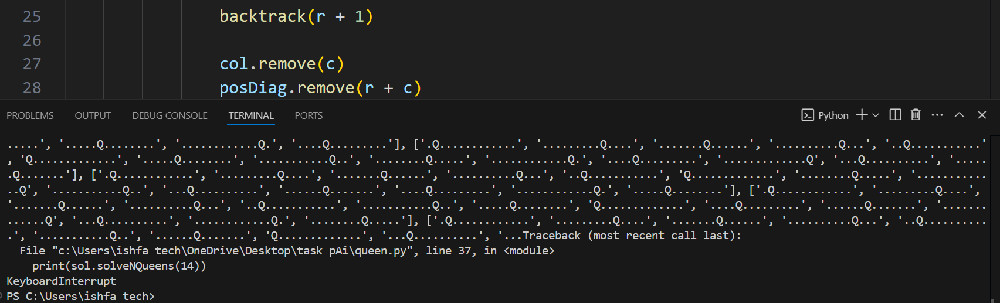 25 backtrack(r + 1)
26
27 col.remove(c)
28 posDiag.remove(r + c)
PROBLEMS OUTPUT DEBUG CONSOLE TERMINAL PORTS Python
.....', '.....Q........', '............Q.', '....Q.........'], ['.Q............', '.........Q....', '.......Q......', '..........Q...', '..Q...........'
, 'Q.............', '.....Q........', '...........Q..', '........Q.....', '............Q.', '....Q.........', '.............Q', '...Q..........', '.....
.Q.......'], ['.Q............', '.........Q....', '.......Q......', '..........Q...', '..Q...........', 'Q.............', '........Q.....', '...........
..Q', '...........Q..', '...Q..........', '......Q.......', '....Q.........', '............Q.', '.....Q........'], ['.Q............', '.........Q....',
'.......Q......', '..........Q...', '..Q...........', '...........Q..', '.....Q........', 'Q.............', '....Q.........', '......Q.......', '.......
......Q', '...Q..........', '............Q.', '........Q.....'], ['.Q............', '.........Q....', '.......Q......', '..........Q...', '..Q..........
.', '...........Q..', '......Q.......', 'Q.............', '...Q..........', '...Traceback (most recent call last):
File "c:\Users\ishfa tech\OneDrive\Desktop\task pAi\queen.py", line 37, in <module>
print(sol.solveNQueens(14))
KeyboardInterrupt
PS C:\Users\ishfa tech>